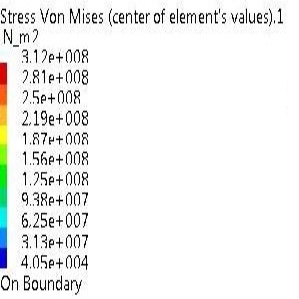 Stress Von Mises (center of element's values).1
N_m2
3.12e+008
2.81e+008
2.5e+008
2.19e+008
1.87e+008
1.56e+008
1.25e+008
9.38e+007
6.25e+007
3.13e+007
4.05e+004
On Boundary